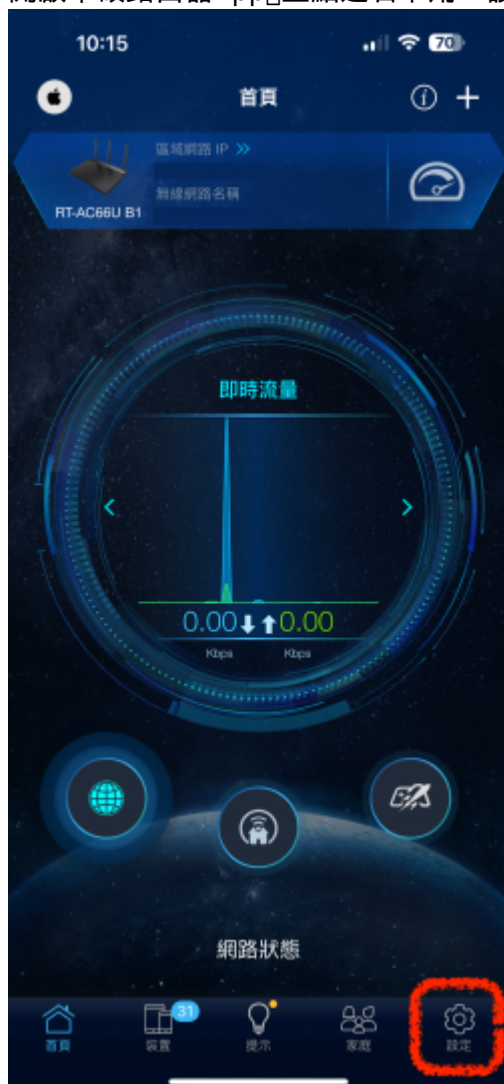 10:15
70
首頁
區域網路 IP >>
無線網路名稱
RT-AC66U B1
即時流量
0.00 0.00
Kbps Kbps
網路狀態
31
首頁 裝置 提示 家庭 設定